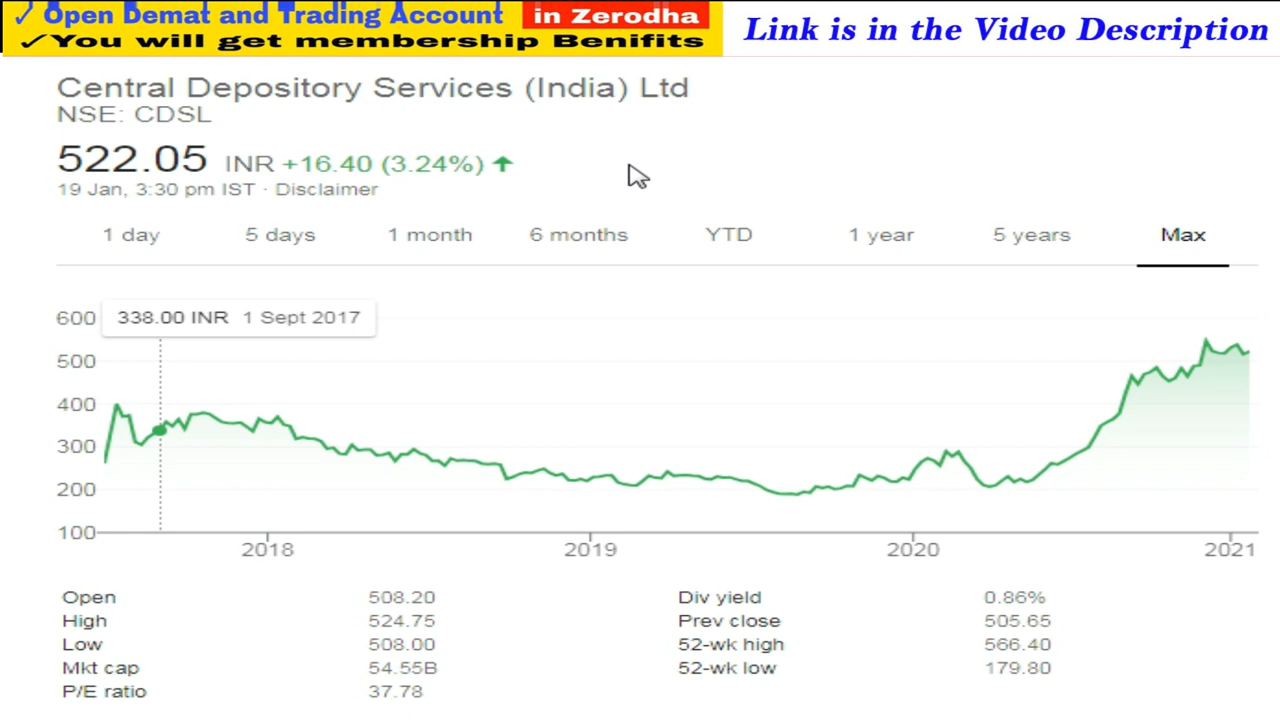 ✓ Open Demat and Trading Account in Zerodha
✓You will get membership Benifits
Link is in the Video Description
Central Depository Services (India) Ltd
NSE: CDSL
522.05 INR +16.40 (3.24%) ↑
19 Jan, 3:30 pm IST · Disclaimer
1 day 5 days 1 month 6 months YTD 1 year 5 years Max
338.00 INR 1 Sept 2017
600
500
400
300
200
100
2018 2019 2020 2021
Open 508.20 Div yield 0.86%
High 524.75 Prev close 505.65
Low 508.00 52-wk high 566.40
Mkt cap 54.55B 52-wk low 179.80
P/E ratio 37.78